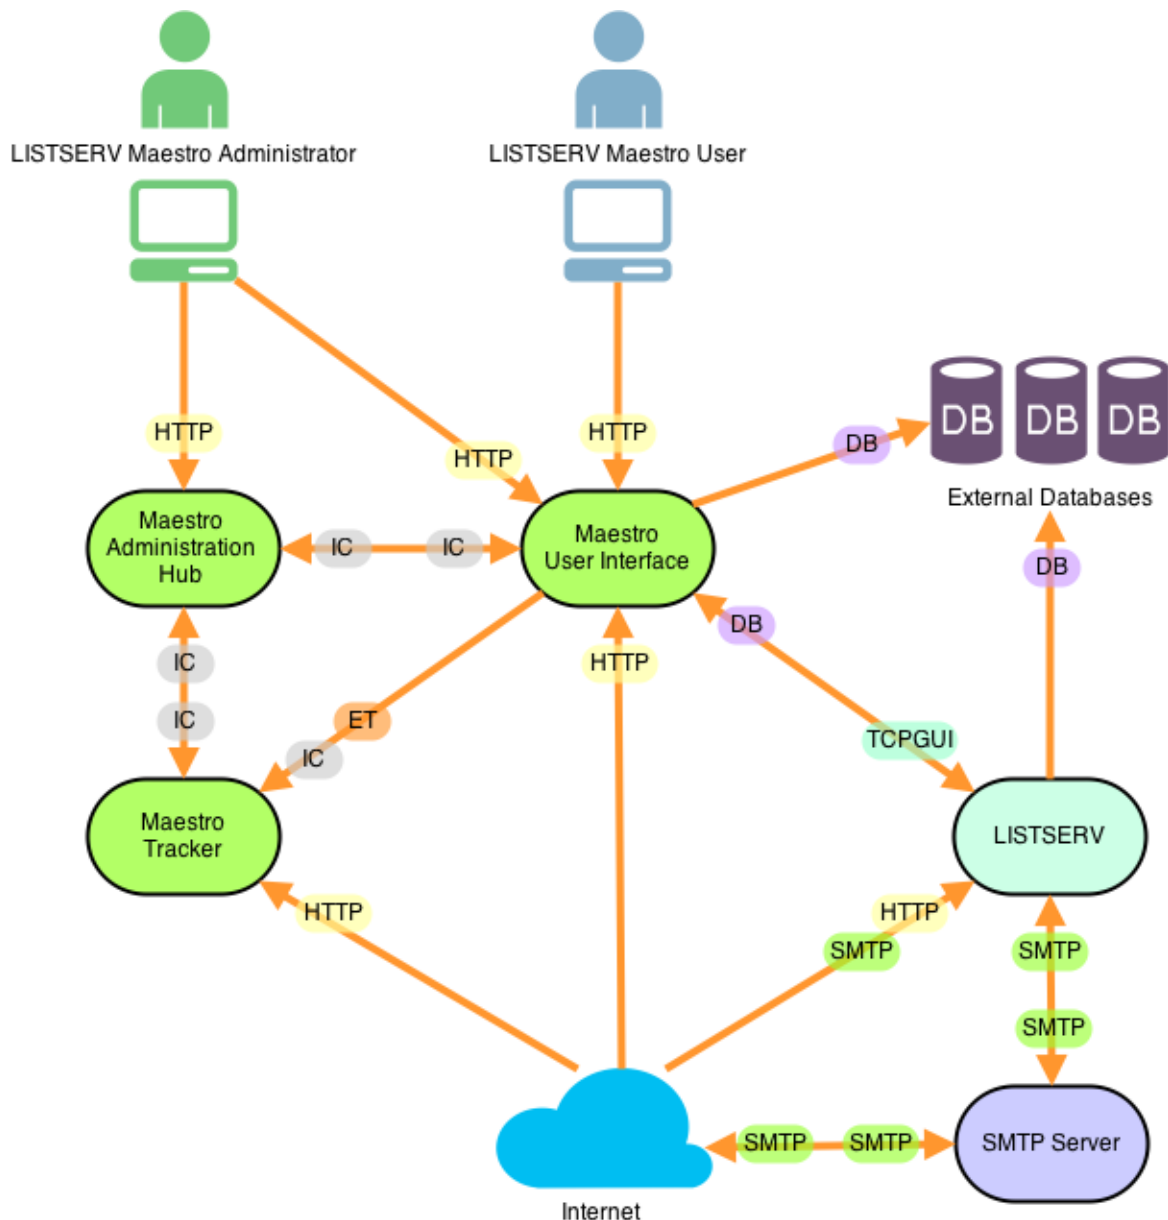 LISTSERV Maestro Administrator
LISTSERV Maestro User
HTTP
HTTP
HTTP
DB
DB
DB
DB
External Databases
Maestro
Administration
Hub
IC
IC
Maestro
User Interface
DB
IC
IC
HTTP
DB
ET
IC
TCPGUI
Maestro
Tracker
LISTSERV
HTTP
HTTP
SMTP
SMTP
SMTP
SMTP
SMTP
SMTP Server
Internet